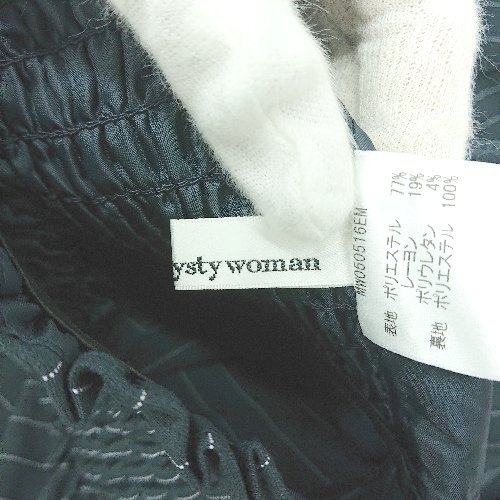 ysty woman
MW060516EM
表地 ポリエステル 77%
レーヨン 19%
ポリウレタン 4%
裏地 ポリエステル 100%